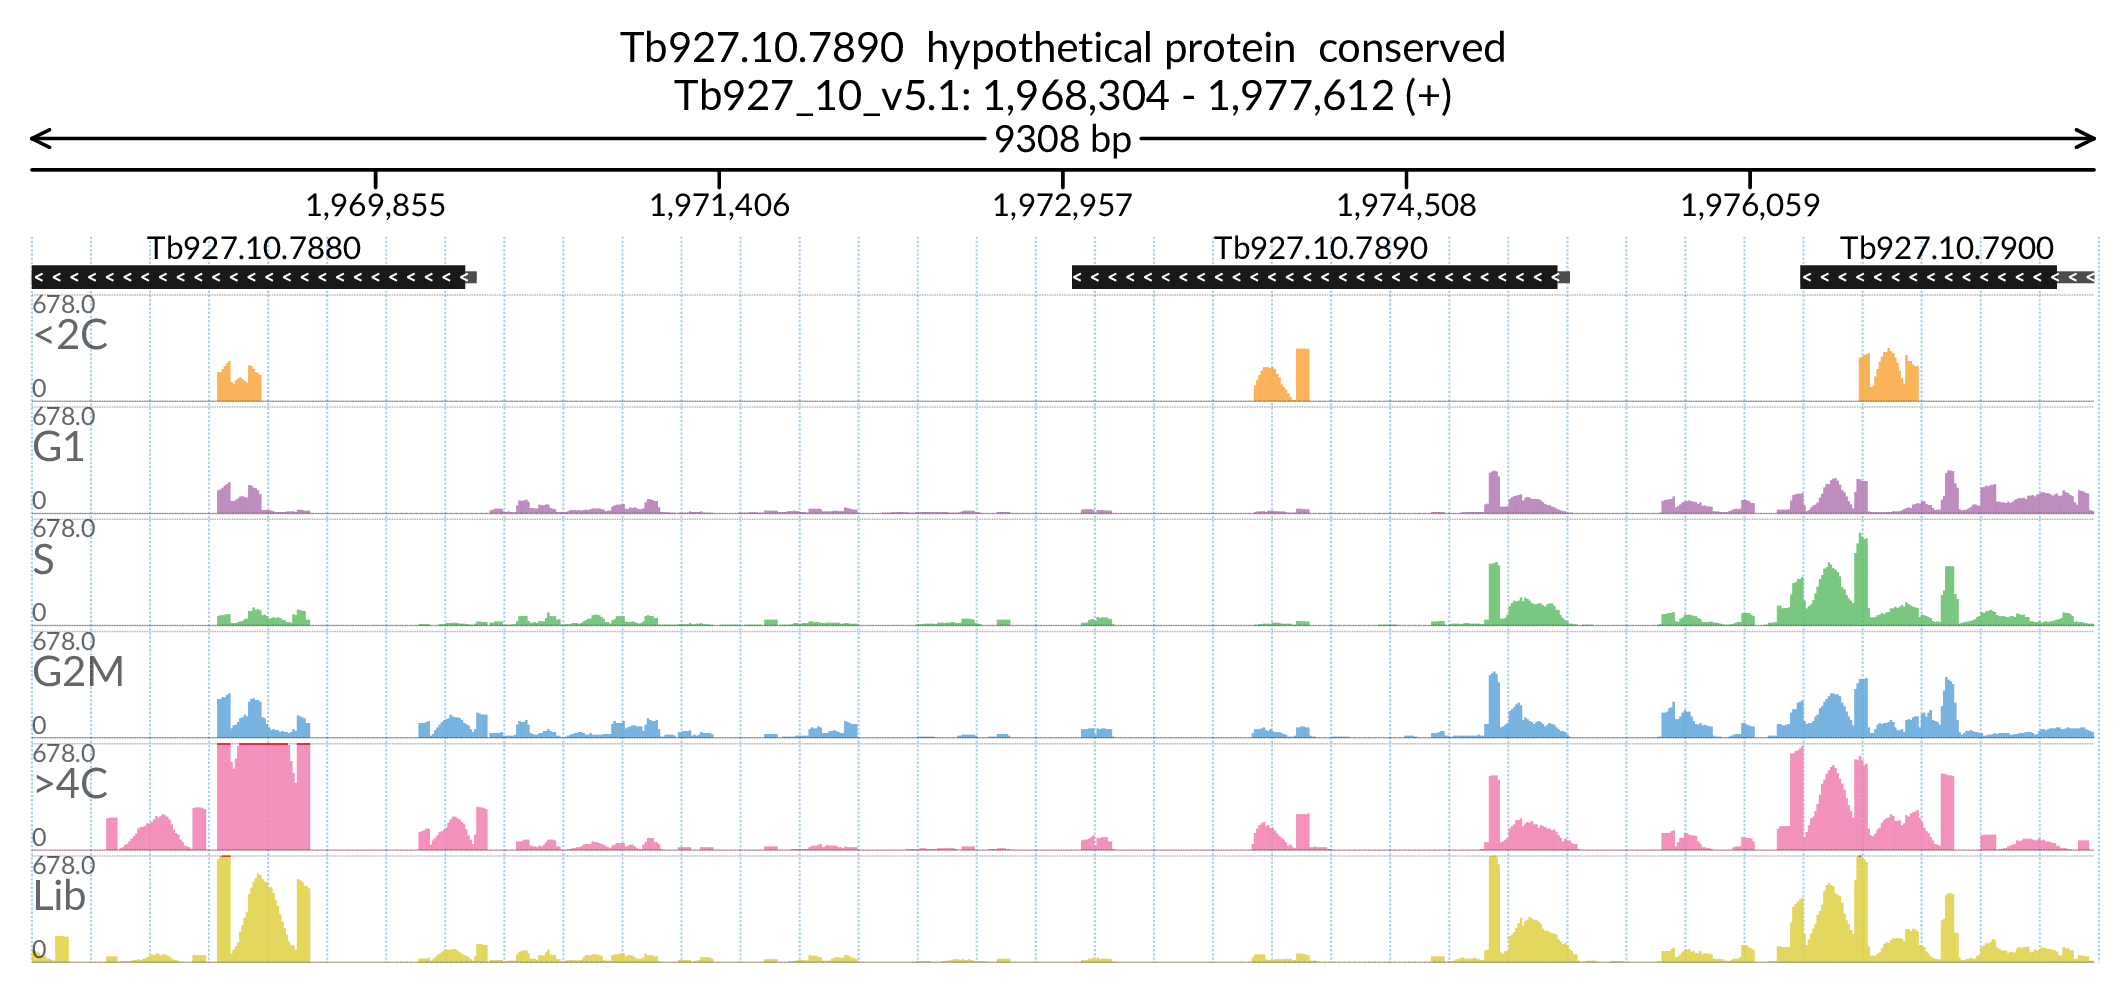 Tb927.10.7890  hypothetical protein  conserved
Tb927_10_v5.1: 1,968,304 - 1,977,612 (+)
9308 bp
1,969,855 1,971,406 1,972,957 1,974,508 1,976,059
Tb927.10.7880 Tb927.10.7890 Tb927.10.7900
678.0
<2C
0
678.0
G1
0
678.0
S
0
678.0
G2M
0
678.0
>4C
0
678.0
Lib
0